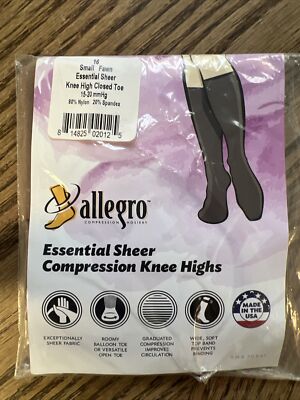 16
Small Fawn
Essential Sheer
Knee High Closed Toe
15-20 mmHg
80% Nylon 20% Spandex
8 14825 02012 5
allegro™
COMPRESSION HOSIERY
Essential Sheer
Compression Knee Highs
MADE IN THE USA
EXCEPTIONALLY
SHEER FABRIC
ROOMY
BALLOON TOE
OR VERSATILE
OPEN TOE
GRADUATED
COMPRESSION
IMPROVES
CIRCULATION
WIDE, SOFT
TOP BAND
PREVENTS
BINDING